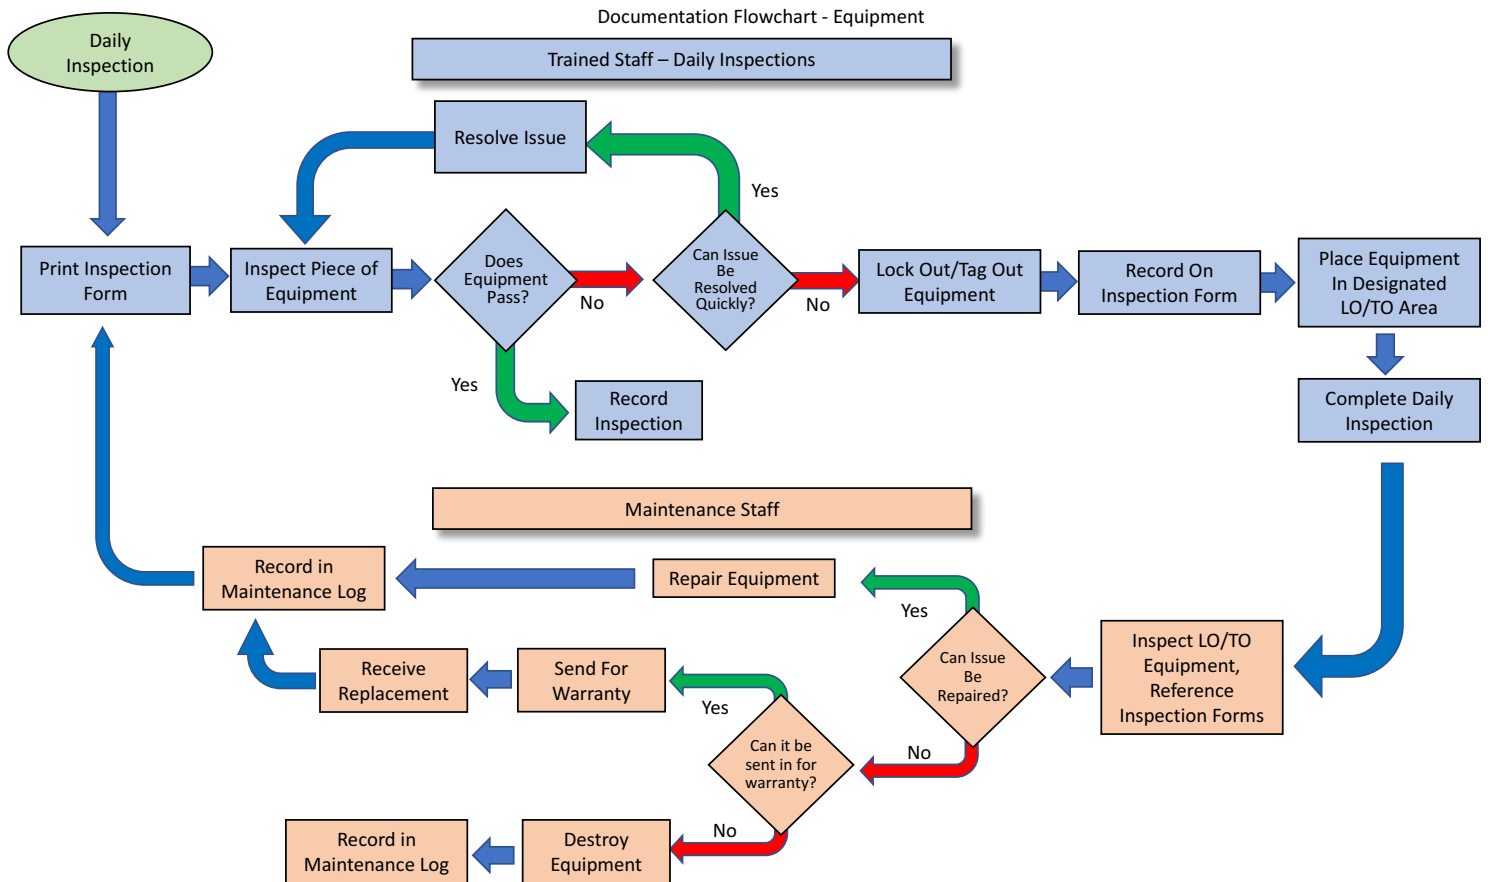 Documentation Flowchart - Equipment
Daily
Inspection
Trained Staff – Daily Inspections
Resolve Issue
Yes
Print Inspection
Form
Inspect Piece of
Equipment
Does
Equipment
Pass?
No
Can Issue
Be
Resolved
Quickly?
No
Lock Out/Tag Out
Equipment
Record On
Inspection Form
Place Equipment
In Designated
LO/TO Area
Yes
Record
Inspection
Complete Daily
Inspection
Maintenance Staff
Record in
Maintenance Log
Repair Equipment
Yes
Can Issue
Be
Repaired?
Inspect LO/TO
Equipment,
Reference
Inspection Forms
Receive
Replacement
Send For
Warranty
Yes
No
Can it be
sent in for
warranty?
No
Record in
Maintenance Log
Destroy
Equipment